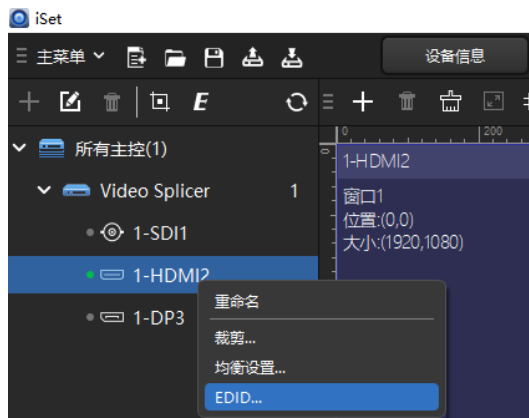 iSet
主菜单
设备信息
E
所有主控(1)
Video Splicer 1
1-SDI1
1-HDMI2
1-DP3
重命名
裁剪...
均衡设置...
EDID...
0 200
0
1-HDMI2
窗口1
位置:(0,0)
大小:(1920,1080)